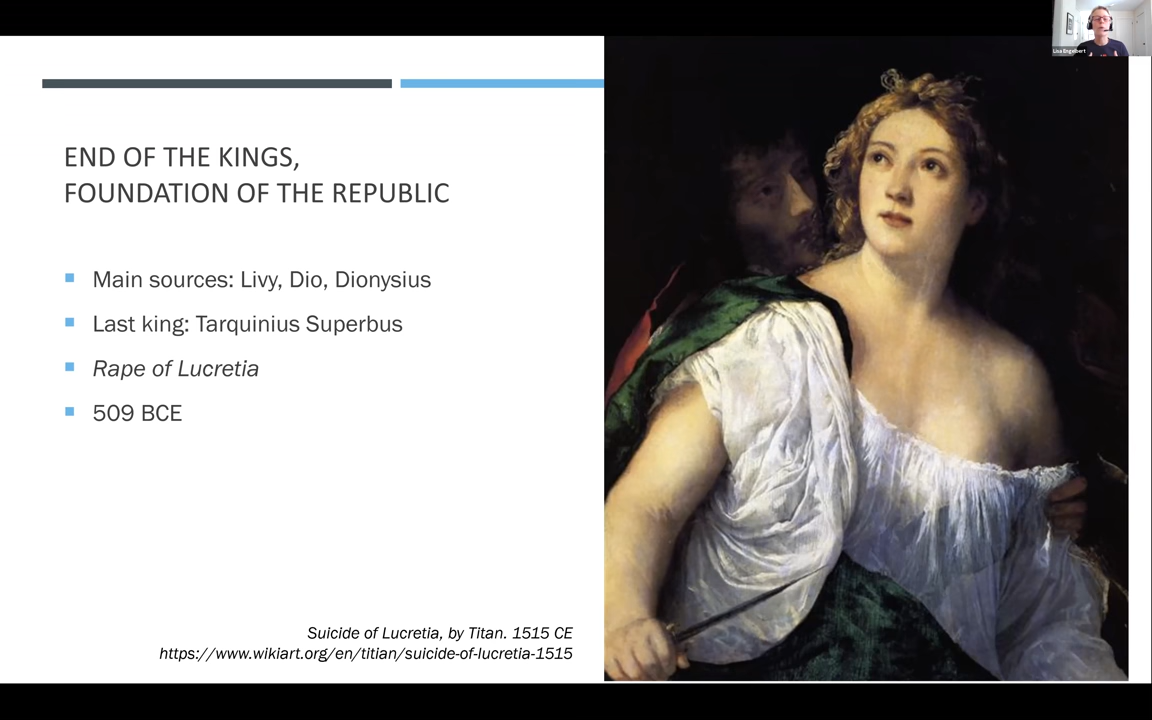 Lisa Engelbert
END OF THE KINGS,
FOUNDATION OF THE REPUBLIC
Main sources: Livy, Dio, Dionysius
Last king: Tarquinius Superbus
Rape of Lucretia
509 BCE
Suicide of Lucretia, by Titan. 1515 CE
https://www.wikiart.org/en/titian/suicide-of-lucretia-1515